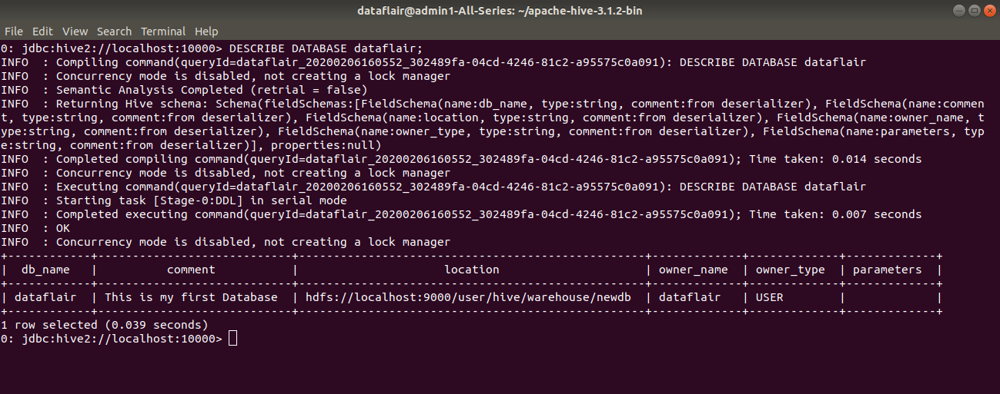 dataflair@admin1-All-Series: ~/apache-hive-3.1.2-bin
File Edit View Search Terminal Help
0: jdbc:hive2://localhost:10000> DESCRIBE DATABASE dataflair;
INFO  : Compiling command(queryId=dataflair_20200206160552_302489fa-04cd-4246-81c2-a95575c0a091): DESCRIBE DATABASE dataflair
INFO  : Concurrency mode is disabled, not creating a lock manager
INFO  : Semantic Analysis Completed (retrial = false)
INFO  : Returning Hive schema: Schema(fieldSchemas:[FieldSchema(name:db_name, type:string, comment:from deserializer), FieldSchema(name:commen
t, type:string, comment:from deserializer), FieldSchema(name:location, type:string, comment:from deserializer), FieldSchema(name:owner_name, t
ype:string, comment:from deserializer), FieldSchema(name:owner_type, type:string, comment:from deserializer), FieldSchema(name:parameters, typ
e:string, comment:from deserializer)], properties:null)
INFO  : Completed compiling command(queryId=dataflair_20200206160552_302489fa-04cd-4246-81c2-a95575c0a091); Time taken: 0.014 seconds
INFO  : Concurrency mode is disabled, not creating a lock manager
INFO  : Executing command(queryId=dataflair_20200206160552_302489fa-04cd-4246-81c2-a95575c0a091): DESCRIBE DATABASE dataflair
INFO  : Starting task [Stage-0:DDL] in serial mode
INFO  : Completed executing command(queryId=dataflair_20200206160552_302489fa-04cd-4246-81c2-a95575c0a091); Time taken: 0.007 seconds
INFO  : OK
INFO  : Concurrency mode is disabled, not creating a lock manager
+------------+----------------------------+--------------------------------------------------+-------------+-------------+-------------+
|  db_name   |          comment           |                     location                     | owner_name  | owner_type  | parameters  |
+------------+----------------------------+--------------------------------------------------+-------------+-------------+-------------+
| dataflair  | This is my first Database  | hdfs://localhost:9000/user/hive/warehouse/newdb  | dataflair   | USER        |             |
+------------+----------------------------+--------------------------------------------------+-------------+-------------+-------------+
1 row selected (0.039 seconds)
0: jdbc:hive2://localhost:10000>